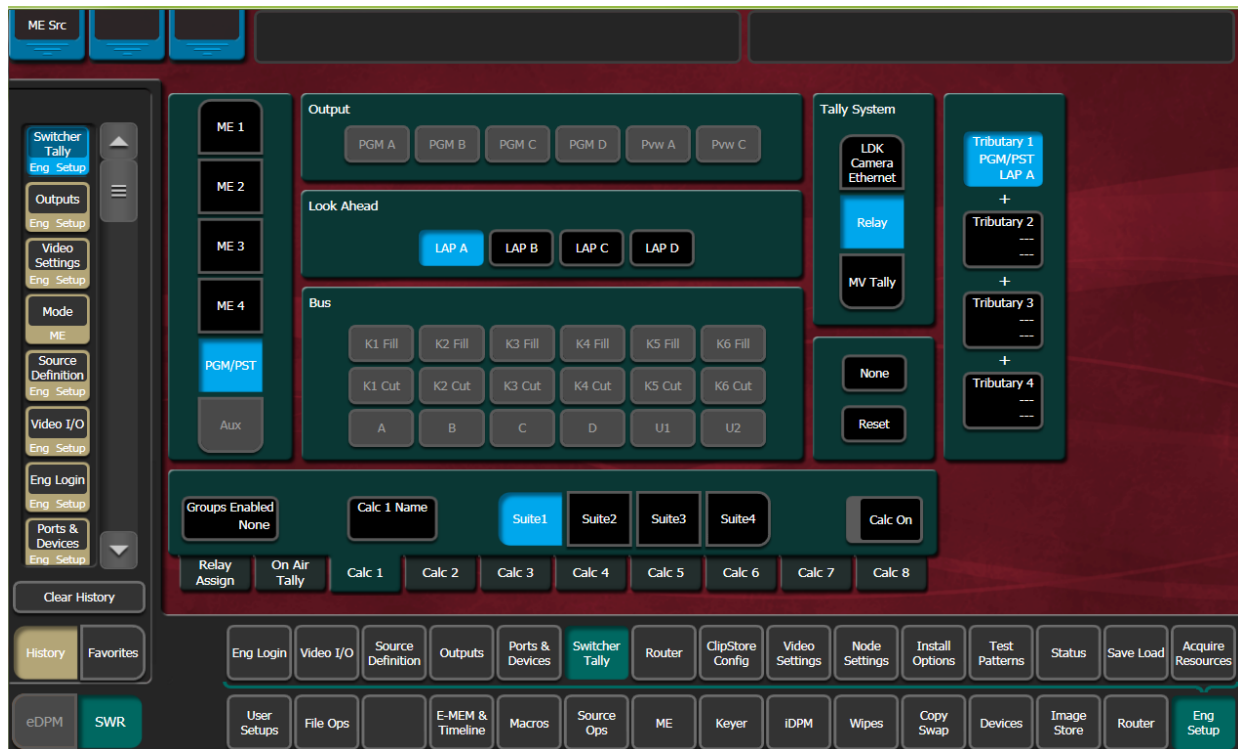 ME Src
Switcher
Tally
Eng Setup
Outputs
Eng Setup
Video
Settings
Eng Setup
Mode
ME
Source
Definition
Eng Setup
Video I/O
Eng Setup
Eng Login
Eng Setup
Ports &
Devices
Eng Setup
Clear History
History
Favorites
eDPM
SWR
ME 1
ME 2
ME 3
ME 4
PGM/PST
Aux
Output
PGM A
PGM B
PGM C
PGM D
Pvw A
Pvw C
Look Ahead
LAP A
LAP B
LAP C
LAP D
Bus
K1 Fill
K2 Fill
K3 Fill
K4 Fill
K5 Fill
K6 Fill
K1 Cut
K2 Cut
K3 Cut
K4 Cut
K5 Cut
K6 Cut
A
B
C
D
U1
U2
Tally System
LDK
Camera
Ethernet
Relay
MV Tally
None
Reset
Tributary 1
PGM/PST
LAP A
+
Tributary 2
---
---
+
Tributary 3
---
---
+
Tributary 4
---
---
Groups Enabled
None
Calc 1 Name
Suite1
Suite2
Suite3
Suite4
Calc On
Relay
Assign
On Air
Tally
Calc 1
Calc 2
Calc 3
Calc 4
Calc 5
Calc 6
Calc 7
Calc 8
Eng Login
Video I/O
Source
Definition
Outputs
Ports &
Devices
Switcher
Tally
Router
ClipStore
Config
Video
Settings
Node
Settings
Install
Options
Test
Patterns
Status
Save Load
Acquire
Resources
User
Setups
File Ops
E-MEM &
Timeline
Macros
Source
Ops
ME
Keyer
iDPM
Wipes
Copy
Swap
Devices
Image
Store
Router
Eng
Setup